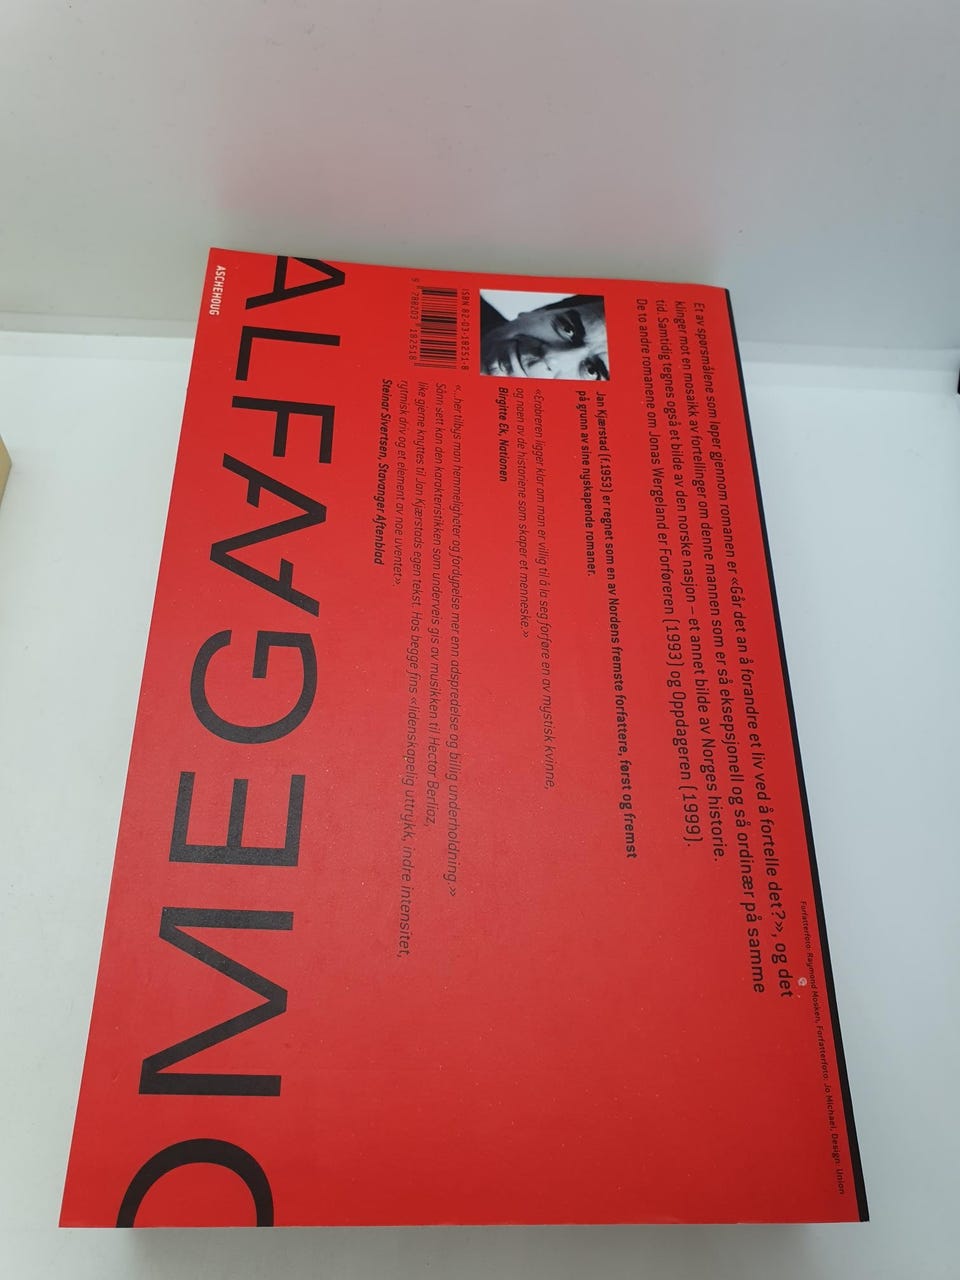 Et av spørsmålene som løper gjennom romanen er «Går det an å forandre et liv ved å fortelle det?», og det
klinger mot en mosaikk av fortellinger om denne mannen som er så eksepsjonell og så ordinær på samme
tid. Samtidig tegnes også et bilde av den norske nasjon – et annet bilde av Norges historie.
De to andre romanene om Jonas Wergeland er Forføreren (1993) og Oppdageren (1999).
Jan Kjærstad (f.1953) er regnet som en av Nordens fremste forfattere, først og fremst
på grunn av sine nyskapende romaner.
«Erobreren ligger klar om man er villig til å la seg forføre en av mystisk kvinne,
og noen av de historiene som skaper et menneske.»
Birgitte Ek, Nationen
«...her tilbys man hemmeligheter og fordypelse mer enn adspredelse og billig underholdning.»
Sånn sett kan den karakteristikken som underveis gis av musikken til Hector Berlioz,
like gjerne knyttes til Jan Kjærstads egen tekst. Hos begge fins «lidenskapelig uttrykk, indre intensitet,
rytmisk driv og et element av noe uventet».
Steinar Sivertsen, Stavanger Aftenblad
ISBN 82-03-18251-8
9 788203 182518
ALFAGAEMO
ASCHEHOUG
Forfatterfoto: Raymond Mosken, Forfatterfoto: Jo Michael, Design: Union